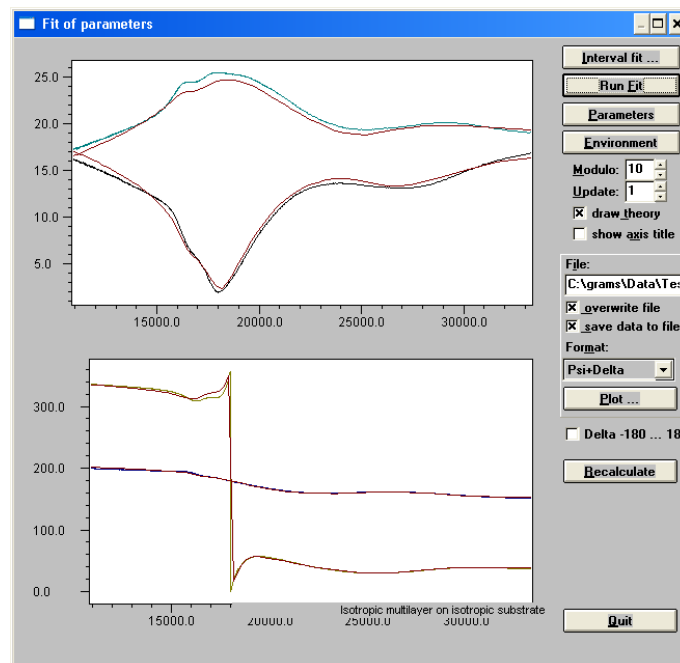 Fit of parameters
25.0
20.0
15.0
10.0
5.0
15000.0 20000.0 25000.0 30000.0
300.0
200.0
100.0
0.0
Isotropic multilayer on isotropic substrate
15000.0 20000.0 25000.0 30000.0
Interval fit ...
Run Fit
Parameters
Environment
Modulo: 10
Update: 1
draw theory
show axis title
File:
C:\grams\Data\Tes
overwrite file
save data to file
Format:
Psi+Delta
Plot ...
Delta -180 ... 18
Recalculate
Quit